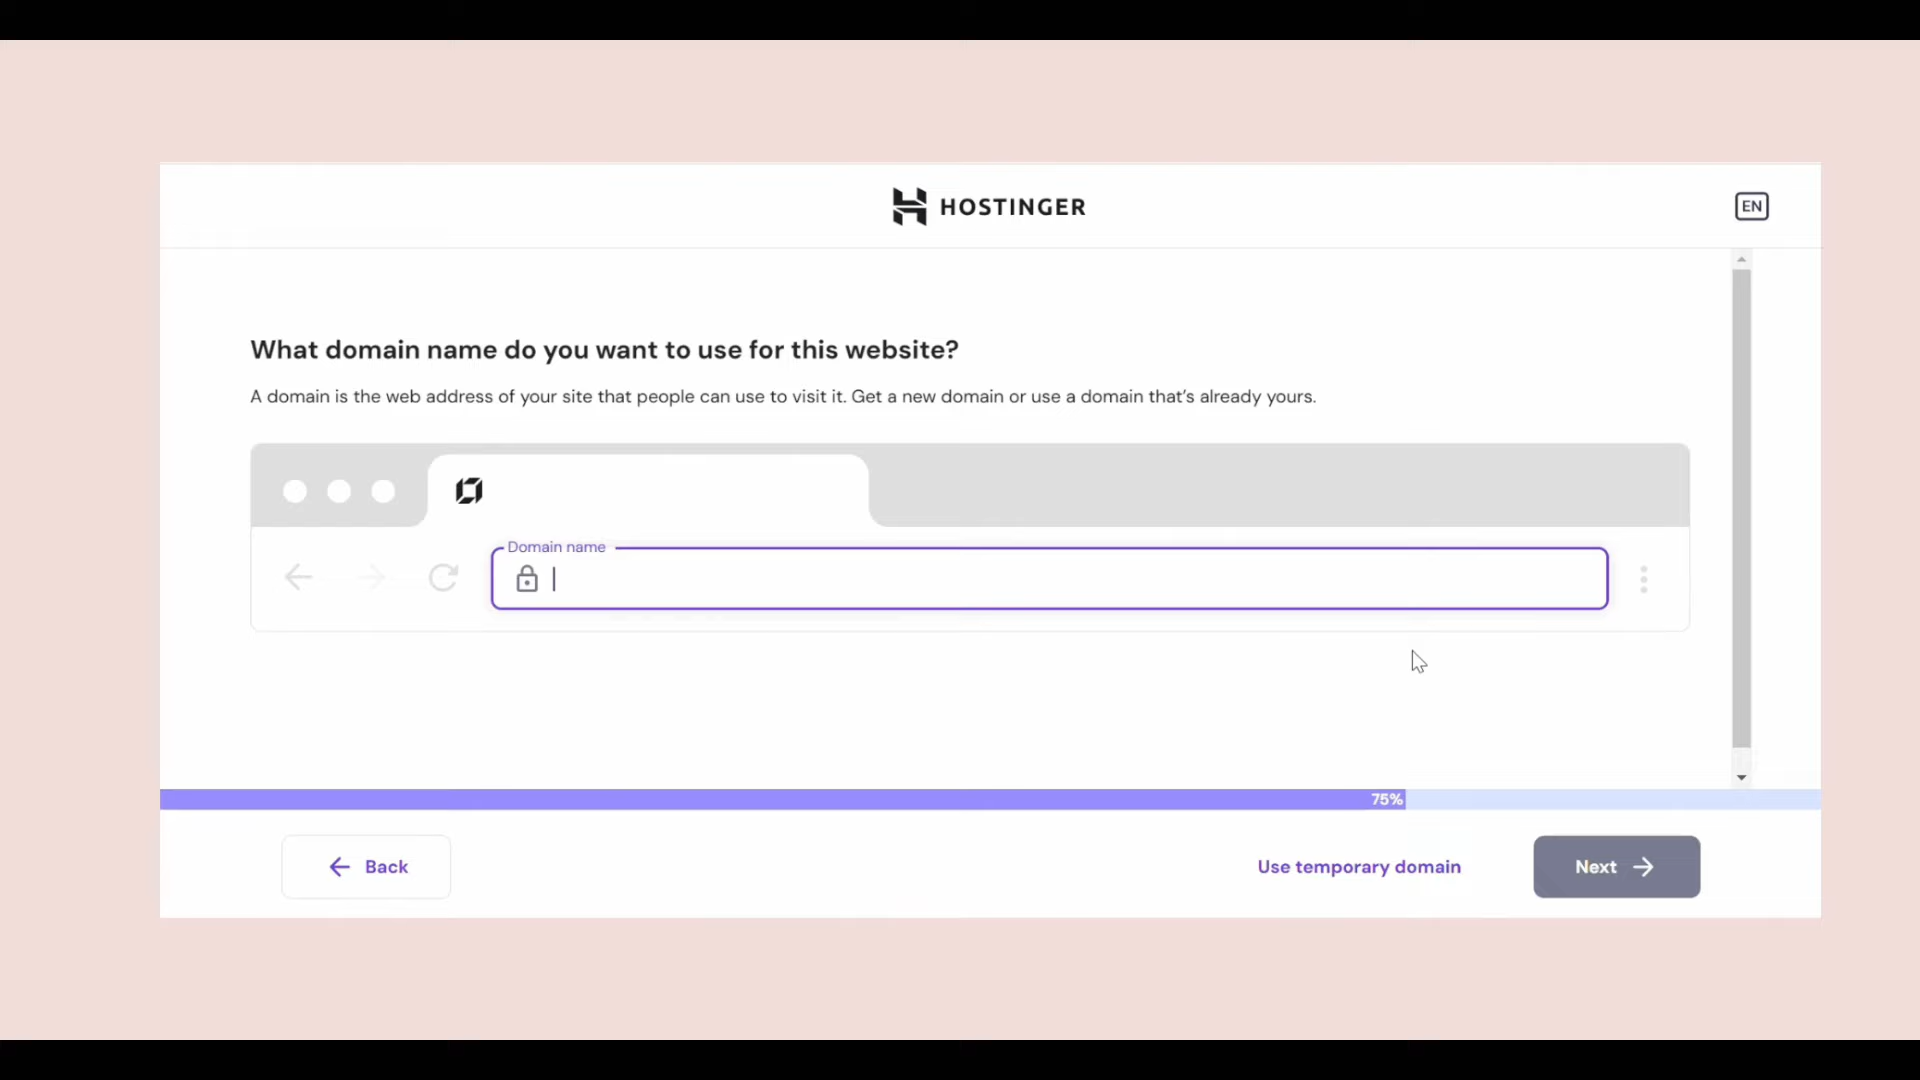 HOSTINGER
EN
What domain name do you want to use for this website?
A domain is the web address of your site that people can use to visit it. Get a new domain or use a domain that’s already yours.
Domain name
75%
Back
Use temporary domain
Next